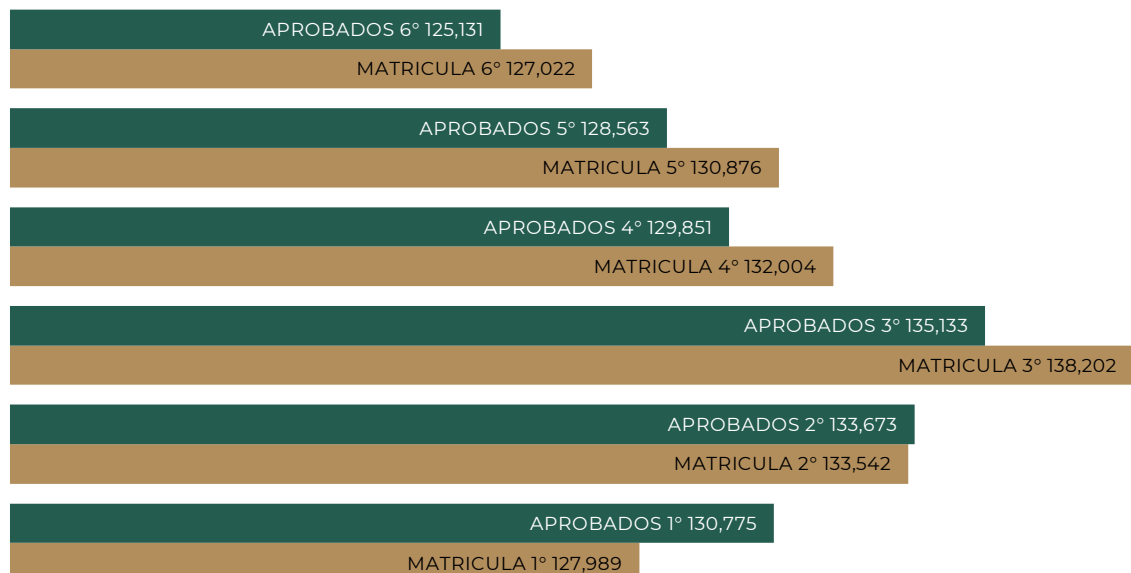 APROBADOS 6° 125,131
MATRICULA 6° 127,022
APROBADOS 5° 128,563
MATRICULA 5° 130,876
APROBADOS 4° 129,851
MATRICULA 4° 132,004
APROBADOS 3° 135,133
MATRICULA 3° 138,202
APROBADOS 2° 133,673
MATRICULA 2° 133,542
APROBADOS 1° 130,775
MATRICULA 1° 127,989